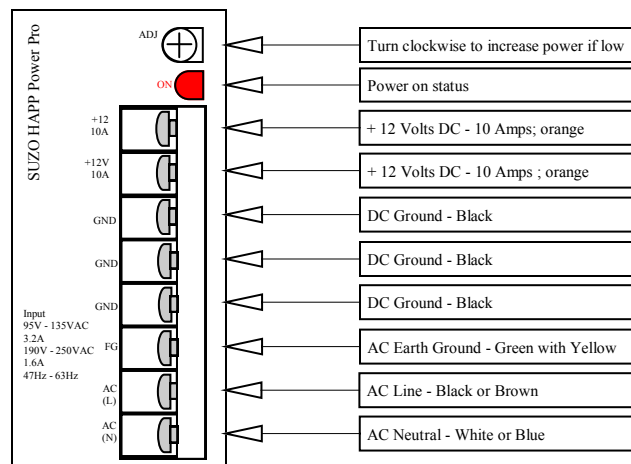 SUZO HAPP Power Pro
ADJ
Turn clockwise to increase power if low
ON
Power on status
+12
10A
+ 12 Volts DC - 10 Amps; orange
+12V
10A
+ 12 Volts DC - 10 Amps ; orange
GND
DC Ground - Black
GND
DC Ground - Black
GND
DC Ground - Black
Input
95V - 135VAC
3.2A
190V - 250VAC
1.6A
47Hz - 63Hz
FG
AC Earth Ground - Green with Yellow
AC
(L)
AC Line - Black or Brown
AC
(N)
AC Neutral - White or Blue